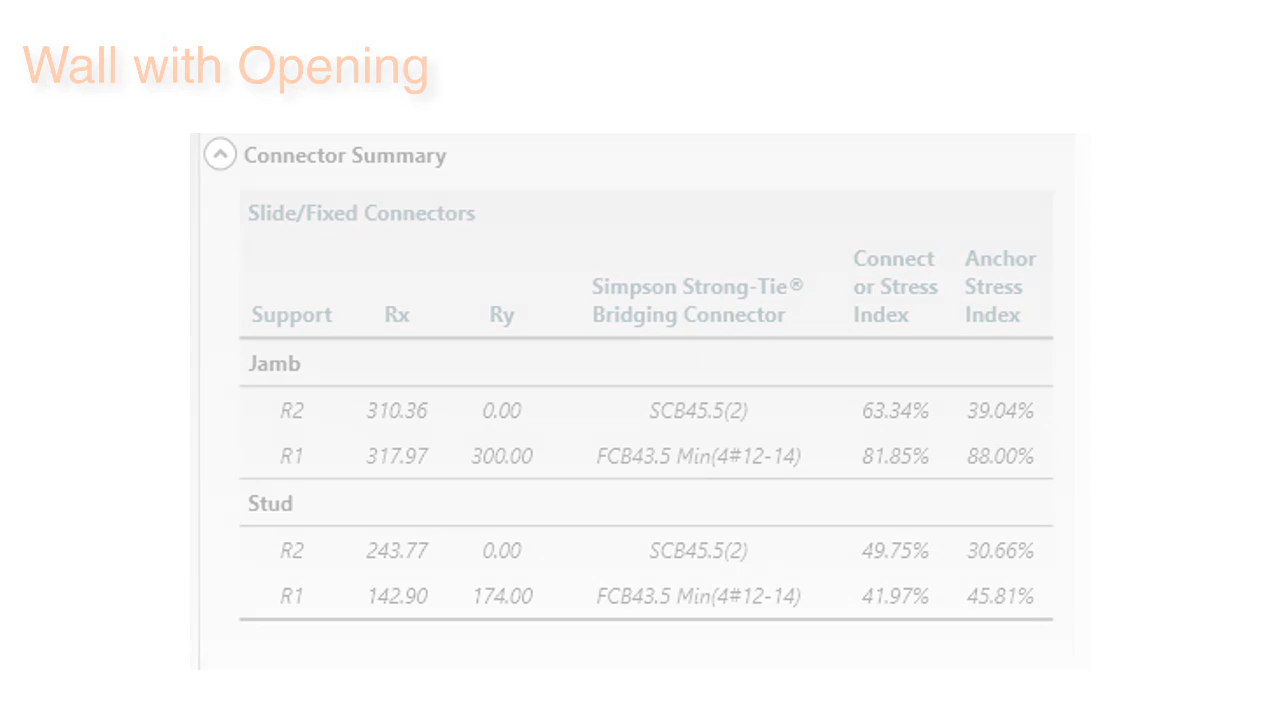 Wall with Opening
Connector Summary
Slide/Fixed Connectors
Support Rx Ry Simpson Strong-Tie® Bridging Connector Connect or Stress Index Anchor Stress Index
Jamb
R2 310.36 0.00 SCB45.5(2) 63.34% 39.04%
R1 317.97 300.00 FCB43.5 Min(4#12-14) 81.85% 88.00%
Stud
R2 243.77 0.00 SCB45.5(2) 49.75% 30.66%
R1 142.90 174.00 FCB43.5 Min(4#12-14) 41.97% 45.81%